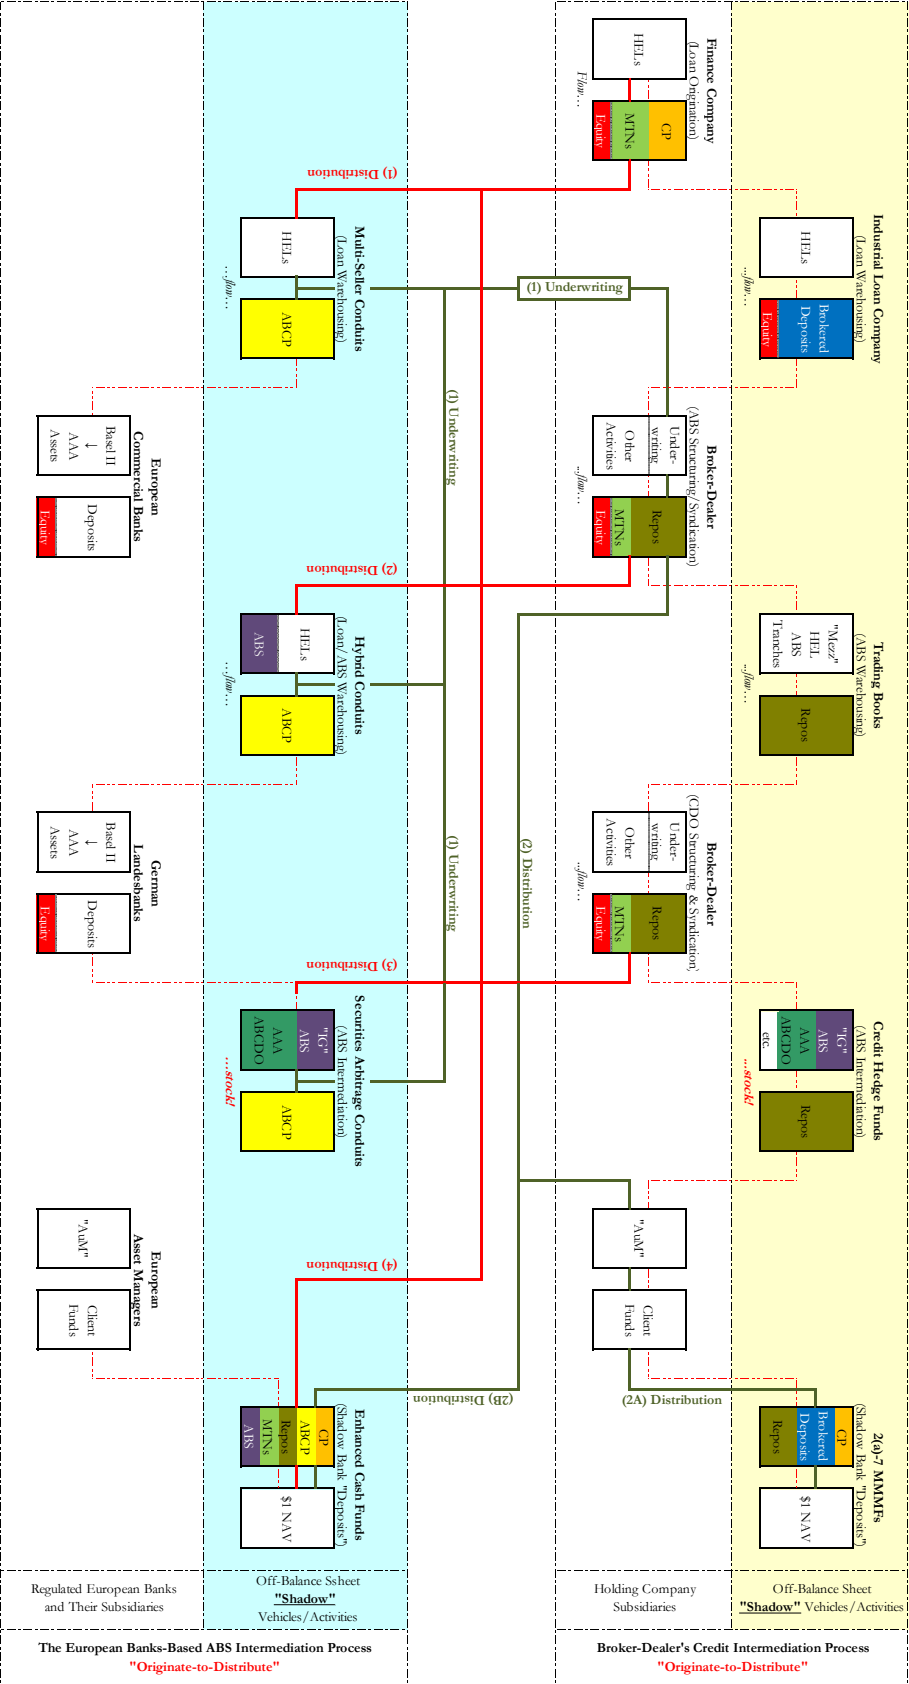 Finance Company
(Loan Origination)
HELs
Flow…
CP
MTNs
Equity
(1) Distribution
Industrial Loan Company
(Loan Warehousing)
HELs
...flow…
Brokered
Deposits
Equity
Multi-Seller Conduits
(Loan Warehousing)
HELs
…flow…
ABCP
(1) Underwriting
Broker-Dealer
(ABS Structuring/Syndication)
Under-
writing
Other
Activities
...flow…
Repos
MTNs
Equity
(1) Underwriting
European
Commercial Banks
Basel II
↓
AAA
Assets
Deposits
Equity
(2) Distribution
Trading Books
(ABS Warehousing)
"Mezz"
HEL
ABS
Tranches
...flow…
Repos
Hybrid Conduits
(Loan/ABS Warehousing)
HELs
ABS
…flow…
ABCP
Broker-Dealer
(CDO Structuring & Syndication)
Under-
writing
Other
Activities
...flow…
Repos
MTNs
Equity
(2) Distribution
(1) Underwriting
German
Landesbanks
Basel II
↓
AAA
Assets
Deposits
Equity
(3) Distribution
Credit Hedge Funds
(ABS Intermediation)
"IG"
ABS
AAA
ABCDO
etc.
...stock!
Repos
Securities Arbitrage Conduits
(ABS Intermediation)
"IG"
ABS
AAA
ABCDO
…stock!
ABCP
"AuM"
Client
Funds
European
Asset Managers
"AuM"
Client
Funds
(4) Distribution
(2A) Distribution
(2B) Distribution
2(a)-7 MMMFs
(Shadow Bank "Deposits")
CP
Brokered
Deposits
Repos
$1 NAV
Enhanced Cash Funds
(Shadow Bank "Deposits")
CP
ABCP
Repos
MTNs
ABS
$1 NAV
Regulated European Banks
and Their Subsidiaries
Off-Balance Ssheet
"Shadow"
Vehicles/Activities
Holding Company
Subsidiaries
Off-Balance Sheet
"Shadow" Vehicles/Activities
The European Banks-Based ABS Intermediation Process
"Originate-to-Distribute"
Broker-Dealer's Credit Intermediation Process
"Originate-to-Distribute"